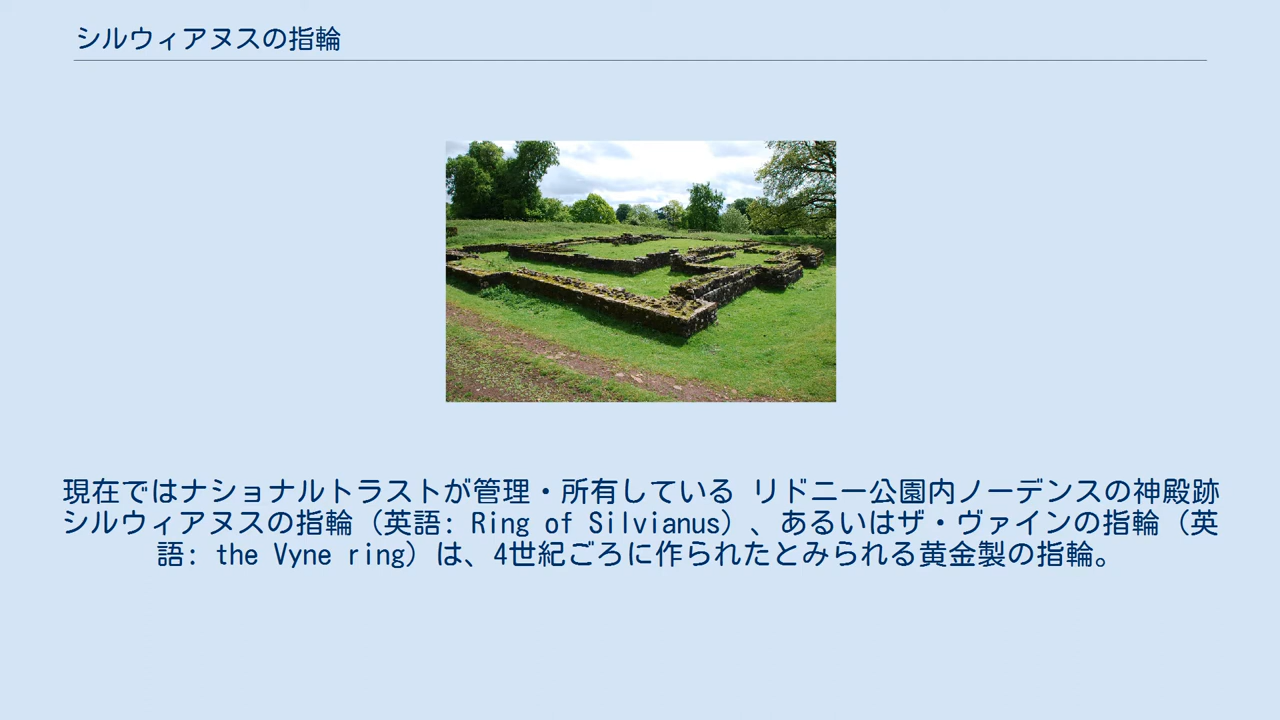 シルウィアヌスの指輪
現在ではナショナルトラストが管理・所有している リドニー公園内ノーデンスの神殿跡
シルウィアヌスの指輪（英語: Ring of Silvianus）、あるいはザ・ヴァインの指輪（英
語: the Vyne ring）は、4世紀ごろに作られたとみられる黄金製の指輪。